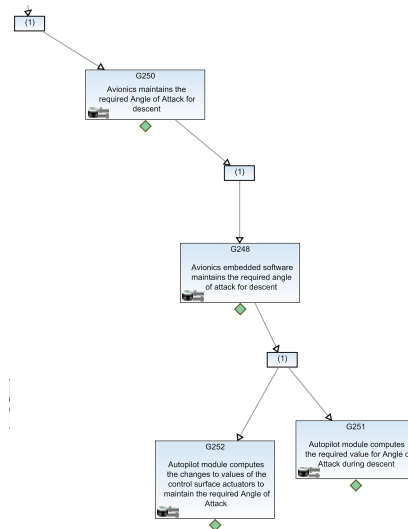 (1)
G250
Avionics maintains the
required Angle of Attack for
descent
(1)
G248
Avionics embedded software
maintains the required angle
of attack for descent
(1)
G252
Autopilot module computes
the changes to values of the
control surface actuators to
maintain the required Angle of
Attack
G251
Autopilot module computes
the required value for Angle o
Attack during descent